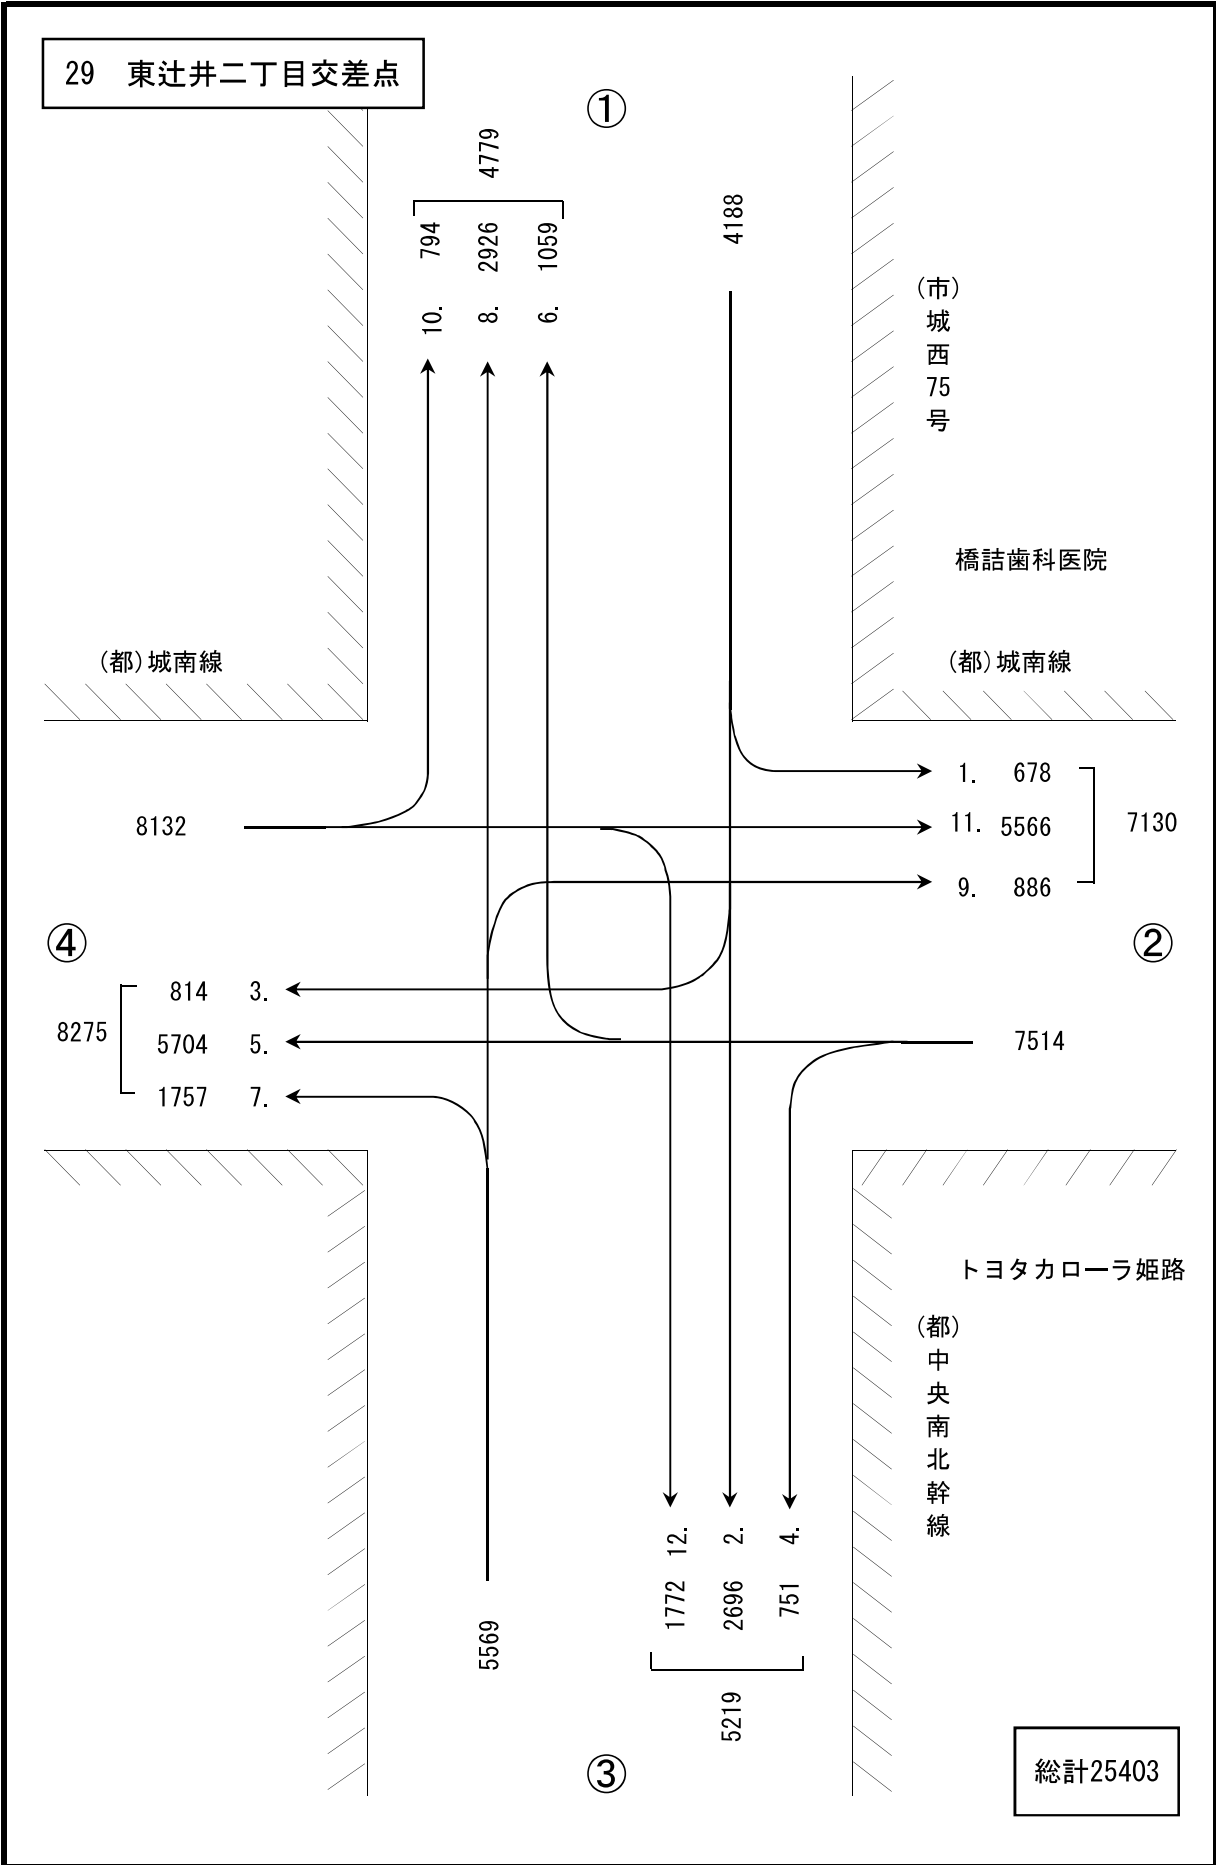 29　東辻井二丁目交差点
①
4779
794
2926
1059
10.
8.
6.
4188
(市)
城
西
75
号
橋詰歯科医院
(都)城南線
(都)城南線
1. 678
11. 5566
9. 886
7130
8132
④
②
814 3.
5704 5.
1757 7.
8275
7514
トヨタカローラ姫路
(都)
中
央
南
北
幹
線
12.
2.
4.
1772
2696
751
5219
5569
③
総計25403